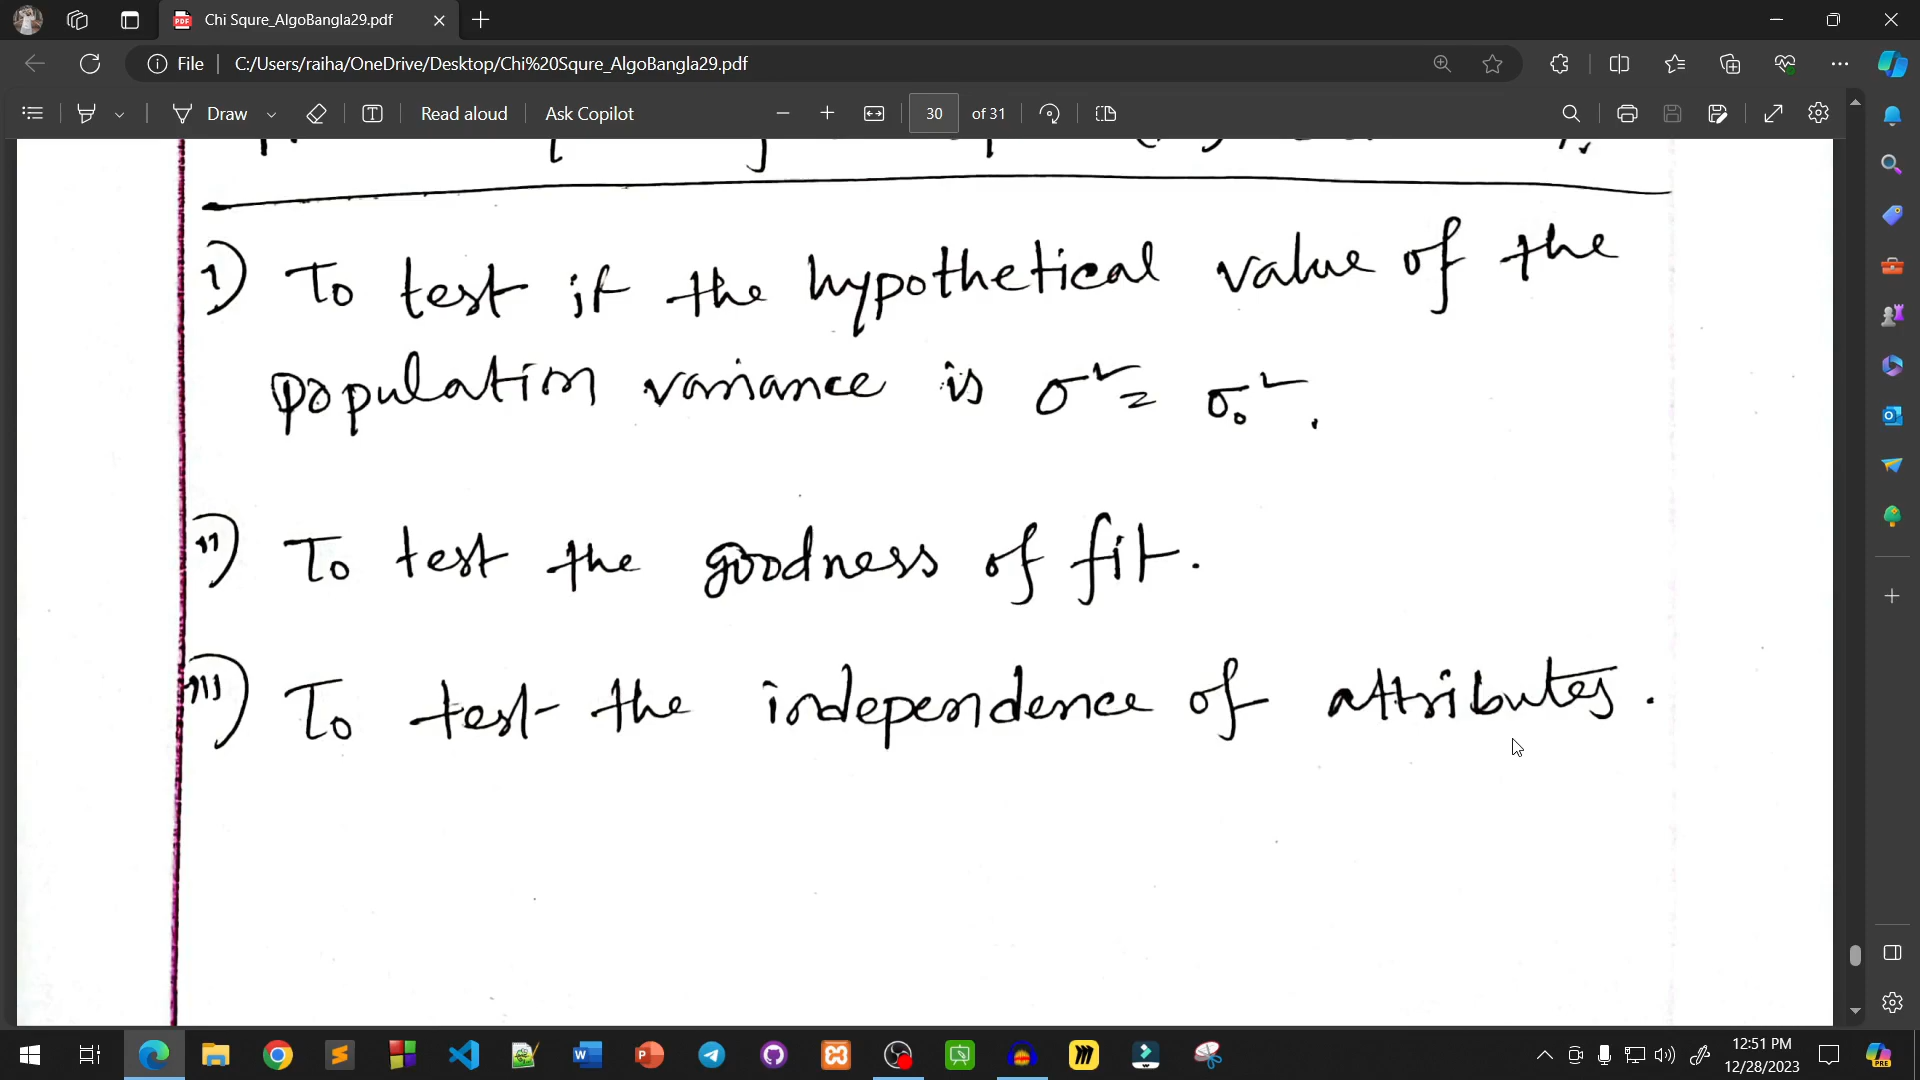 Chi Squre_AlgoBangla29.pdf
File
C:/Users/raiha/OneDrive/Desktop/Chi%20Squre_AlgoBangla29.pdf
Draw
Read aloud
Ask Copilot
30
of 31
i) To test if the hypothetical value of the
population variance is σ² = σ₀².
ii) To test the goodness of fit.
iii) To test the independence of attributes.
12:51 PM
12/28/2023